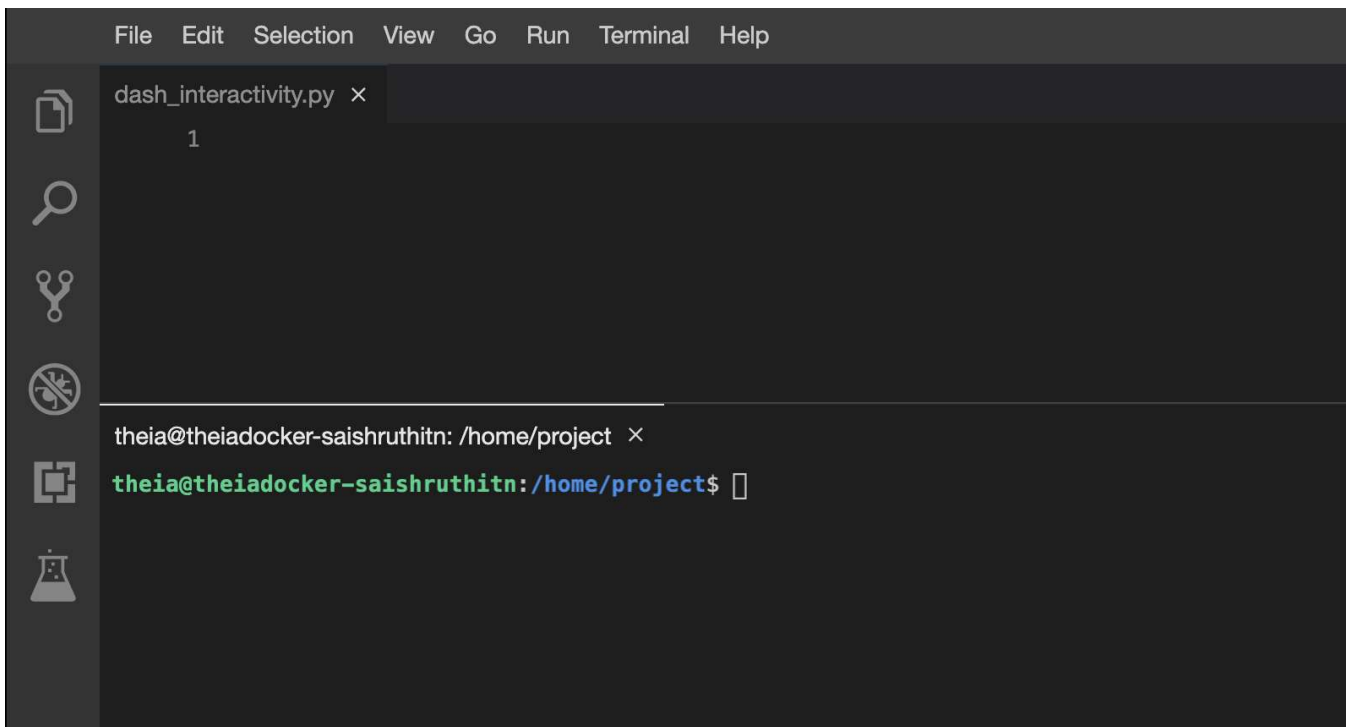 File Edit Selection View Go Run Terminal Help
dash_interactivity.py ×
1
theia@theiadocker-saishruthitn: /home/project ×
theia@theiadocker-saishruthitn:/home/project$